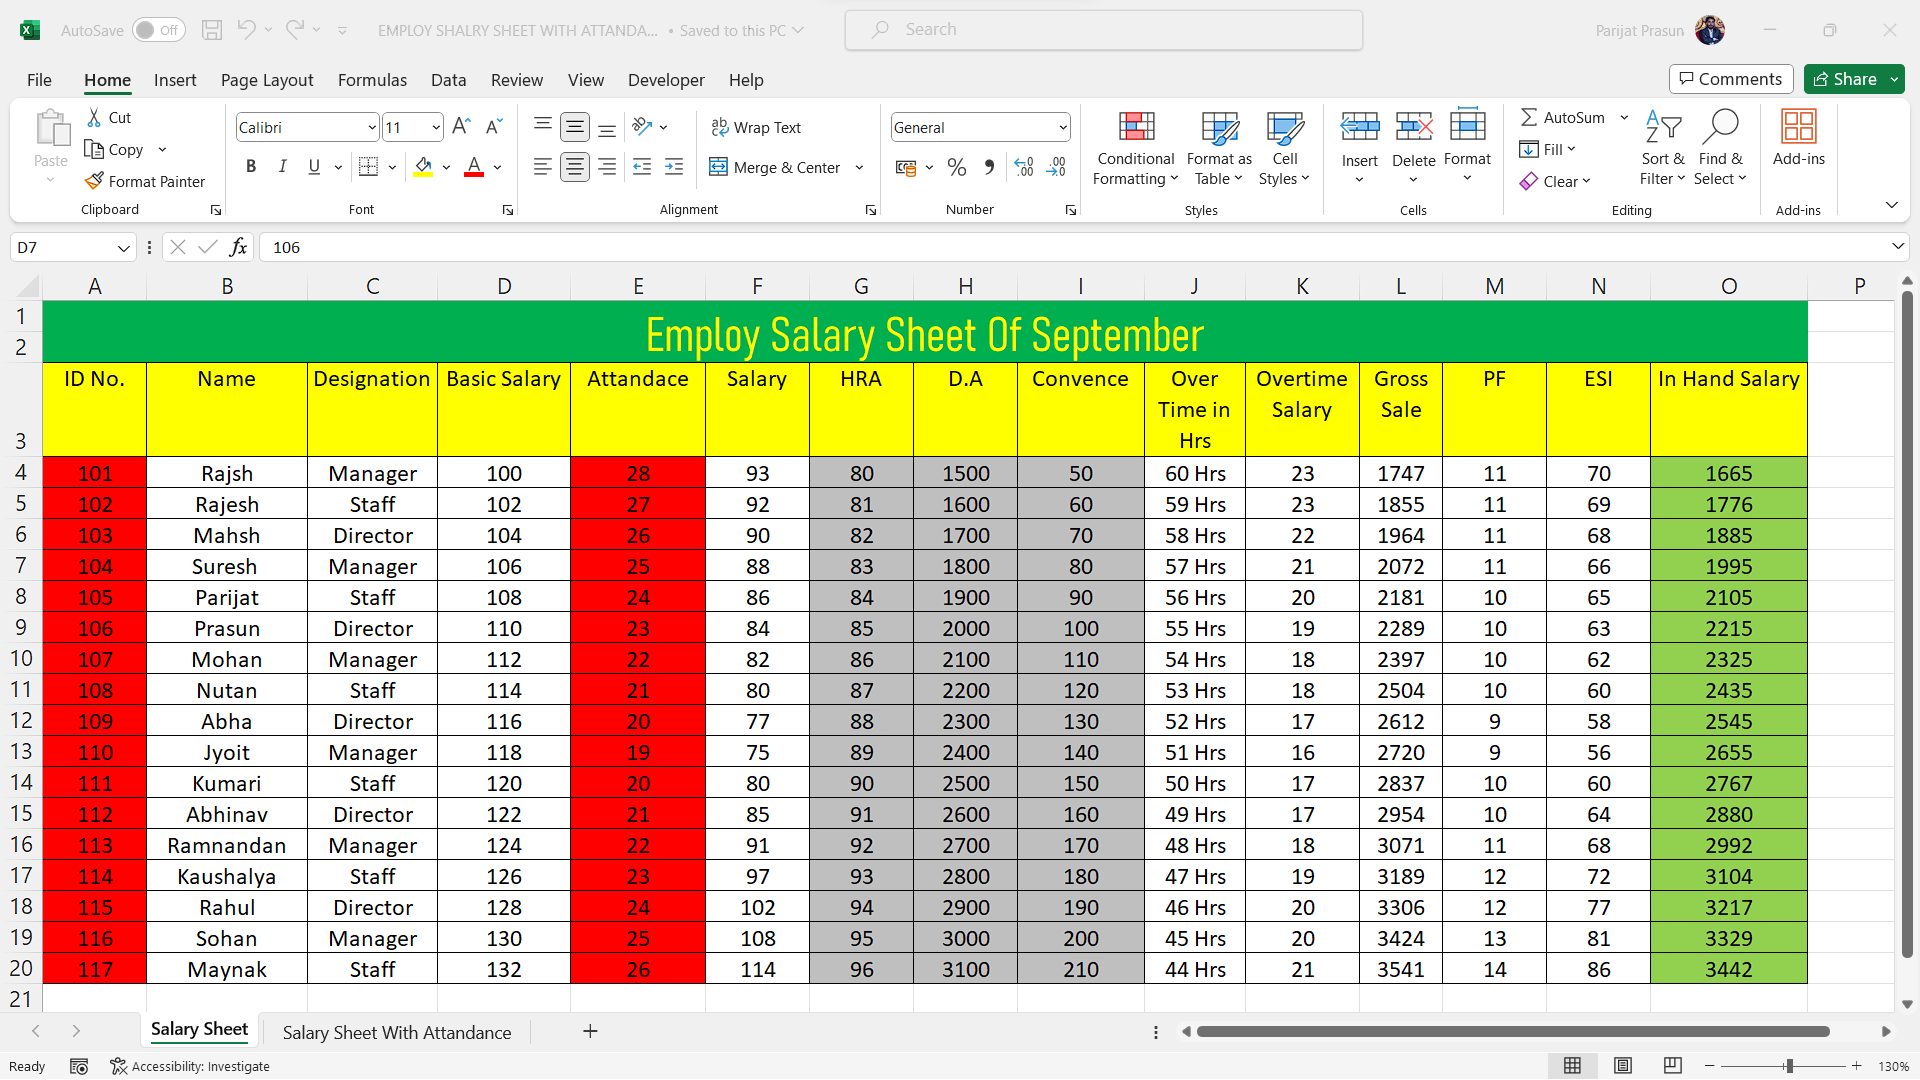 AutoSave Off EMPLOY SHALRY SHEET WITH ATTANDA... • Saved to this PC Search Parijat Prasun
File Home Insert Page Layout Formulas Data Review View Developer Help Comments Share
Paste Cut Copy Format Painter Clipboard
Calibri 11 B I U A Font
Wrap Text Merge & Center Alignment
General % Number
Conditional Formatting Format as Table Cell Styles Styles
Insert Delete Format Cells
AutoSum Fill Clear Sort & Filter Find & Select Editing
Add-ins Add-ins
D7 fx 106
A B C D E F G H I J K L M N O P
1
2 Employ Salary Sheet Of September
3 ID No. Name Designation Basic Salary Attandace Salary HRA D.A Convence Over Time in Hrs Overtime Salary Gross Sale PF ESI In Hand Salary
4 101 Rajsh Manager 100 28 93 80 1500 50 60 Hrs 23 1747 11 70 1665
5 102 Rajesh Staff 102 27 92 81 1600 60 59 Hrs 23 1855 11 69 1776
6 103 Mahsh Director 104 26 90 82 1700 70 58 Hrs 22 1964 11 68 1885
7 104 Suresh Manager 106 25 88 83 1800 80 57 Hrs 21 2072 11 66 1995
8 105 Parijat Staff 108 24 86 84 1900 90 56 Hrs 20 2181 10 65 2105
9 106 Prasun Director 110 23 84 85 2000 100 55 Hrs 19 2289 10 63 2215
10 107 Mohan Manager 112 22 82 86 2100 110 54 Hrs 18 2397 10 62 2325
11 108 Nutan Staff 114 21 80 87 2200 120 53 Hrs 18 2504 10 60 2435
12 109 Abha Director 116 20 77 88 2300 130 52 Hrs 17 2612 9 58 2545
13 110 Jyoit Manager 118 19 75 89 2400 140 51 Hrs 16 2720 9 56 2655
14 111 Kumari Staff 120 20 80 90 2500 150 50 Hrs 17 2837 10 60 2767
15 112 Abhinav Director 122 21 85 91 2600 160 49 Hrs 17 2954 10 64 2880
16 113 Ramnandan Manager 124 22 91 92 2700 170 48 Hrs 18 3071 11 68 2992
17 114 Kaushalya Staff 126 23 97 93 2800 180 47 Hrs 19 3189 12 72 3104
18 115 Rahul Director 128 24 102 94 2900 190 46 Hrs 20 3306 12 77 3217
19 116 Sohan Manager 130 25 108 95 3000 200 45 Hrs 20 3424 13 81 3329
20 117 Maynak Staff 132 26 114 96 3100 210 44 Hrs 21 3541 14 86 3442
21
Salary Sheet Salary Sheet With Attandance
Ready Accessibility: Investigate 130%